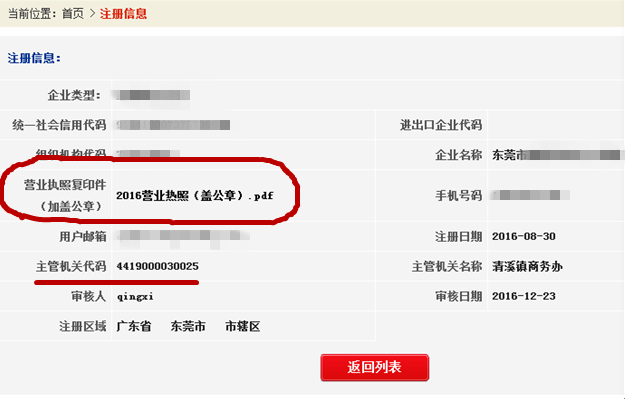 当前位置：首页 > 注册信息
注册信息：
企业类型：
统一社会信用代码 进出口企业代码
组织机构代码 企业名称 东莞市
营业执照复印件
（加盖公章） 2016营业热照（盖公章）.pdf 手机号码
用户邮箱 注册日期 2016-08-30
主管机关代码 4419000030025 主管机关名称 清溪镇商务办
审核人 qingxi 审核日期 2016-12-23
注册区域 广东省 东莞市 市辖区
返回列表